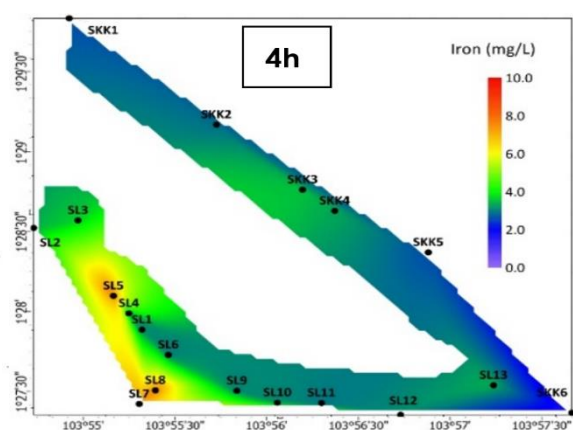 4h
Iron (mg/L)
10.0
8.0
6.0
4.0
2.0
0.0
SKK1
SKK2
SKK3
SKK4
SKK5
SKK6
SL3
SL2
SL5
SL4
SL1
SL6
SL8
SL7
SL9
SL10
SL11
SL12
SL13
1°29'30"
1°29'
1°28'30"
1°28'
1°27'30"
103°55'
103°55'30"
103°56'
103°56'30"
103°57'
103°57'30"